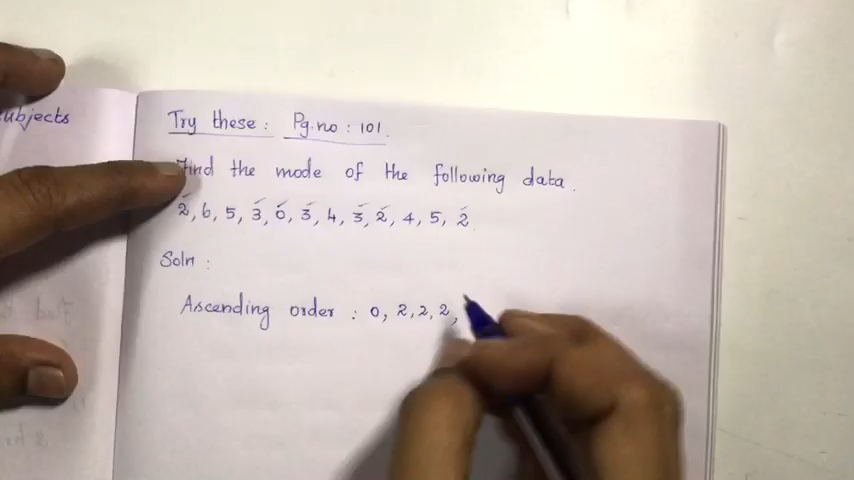 ubjects
Try these : Pg.no : 101.
Find the mode of the following data.
2, 6, 5, 3, 0, 3, 4, 3, 2, 4, 5, 2.
Soln :
Ascending order : 0, 2, 2, 2,